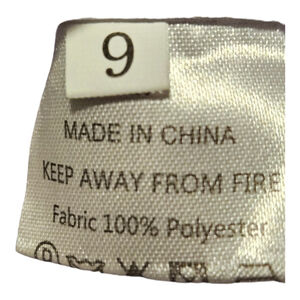 9
MADE IN CHINA
KEEP AWAY FROM FIRE
Fabric 100% Polyester